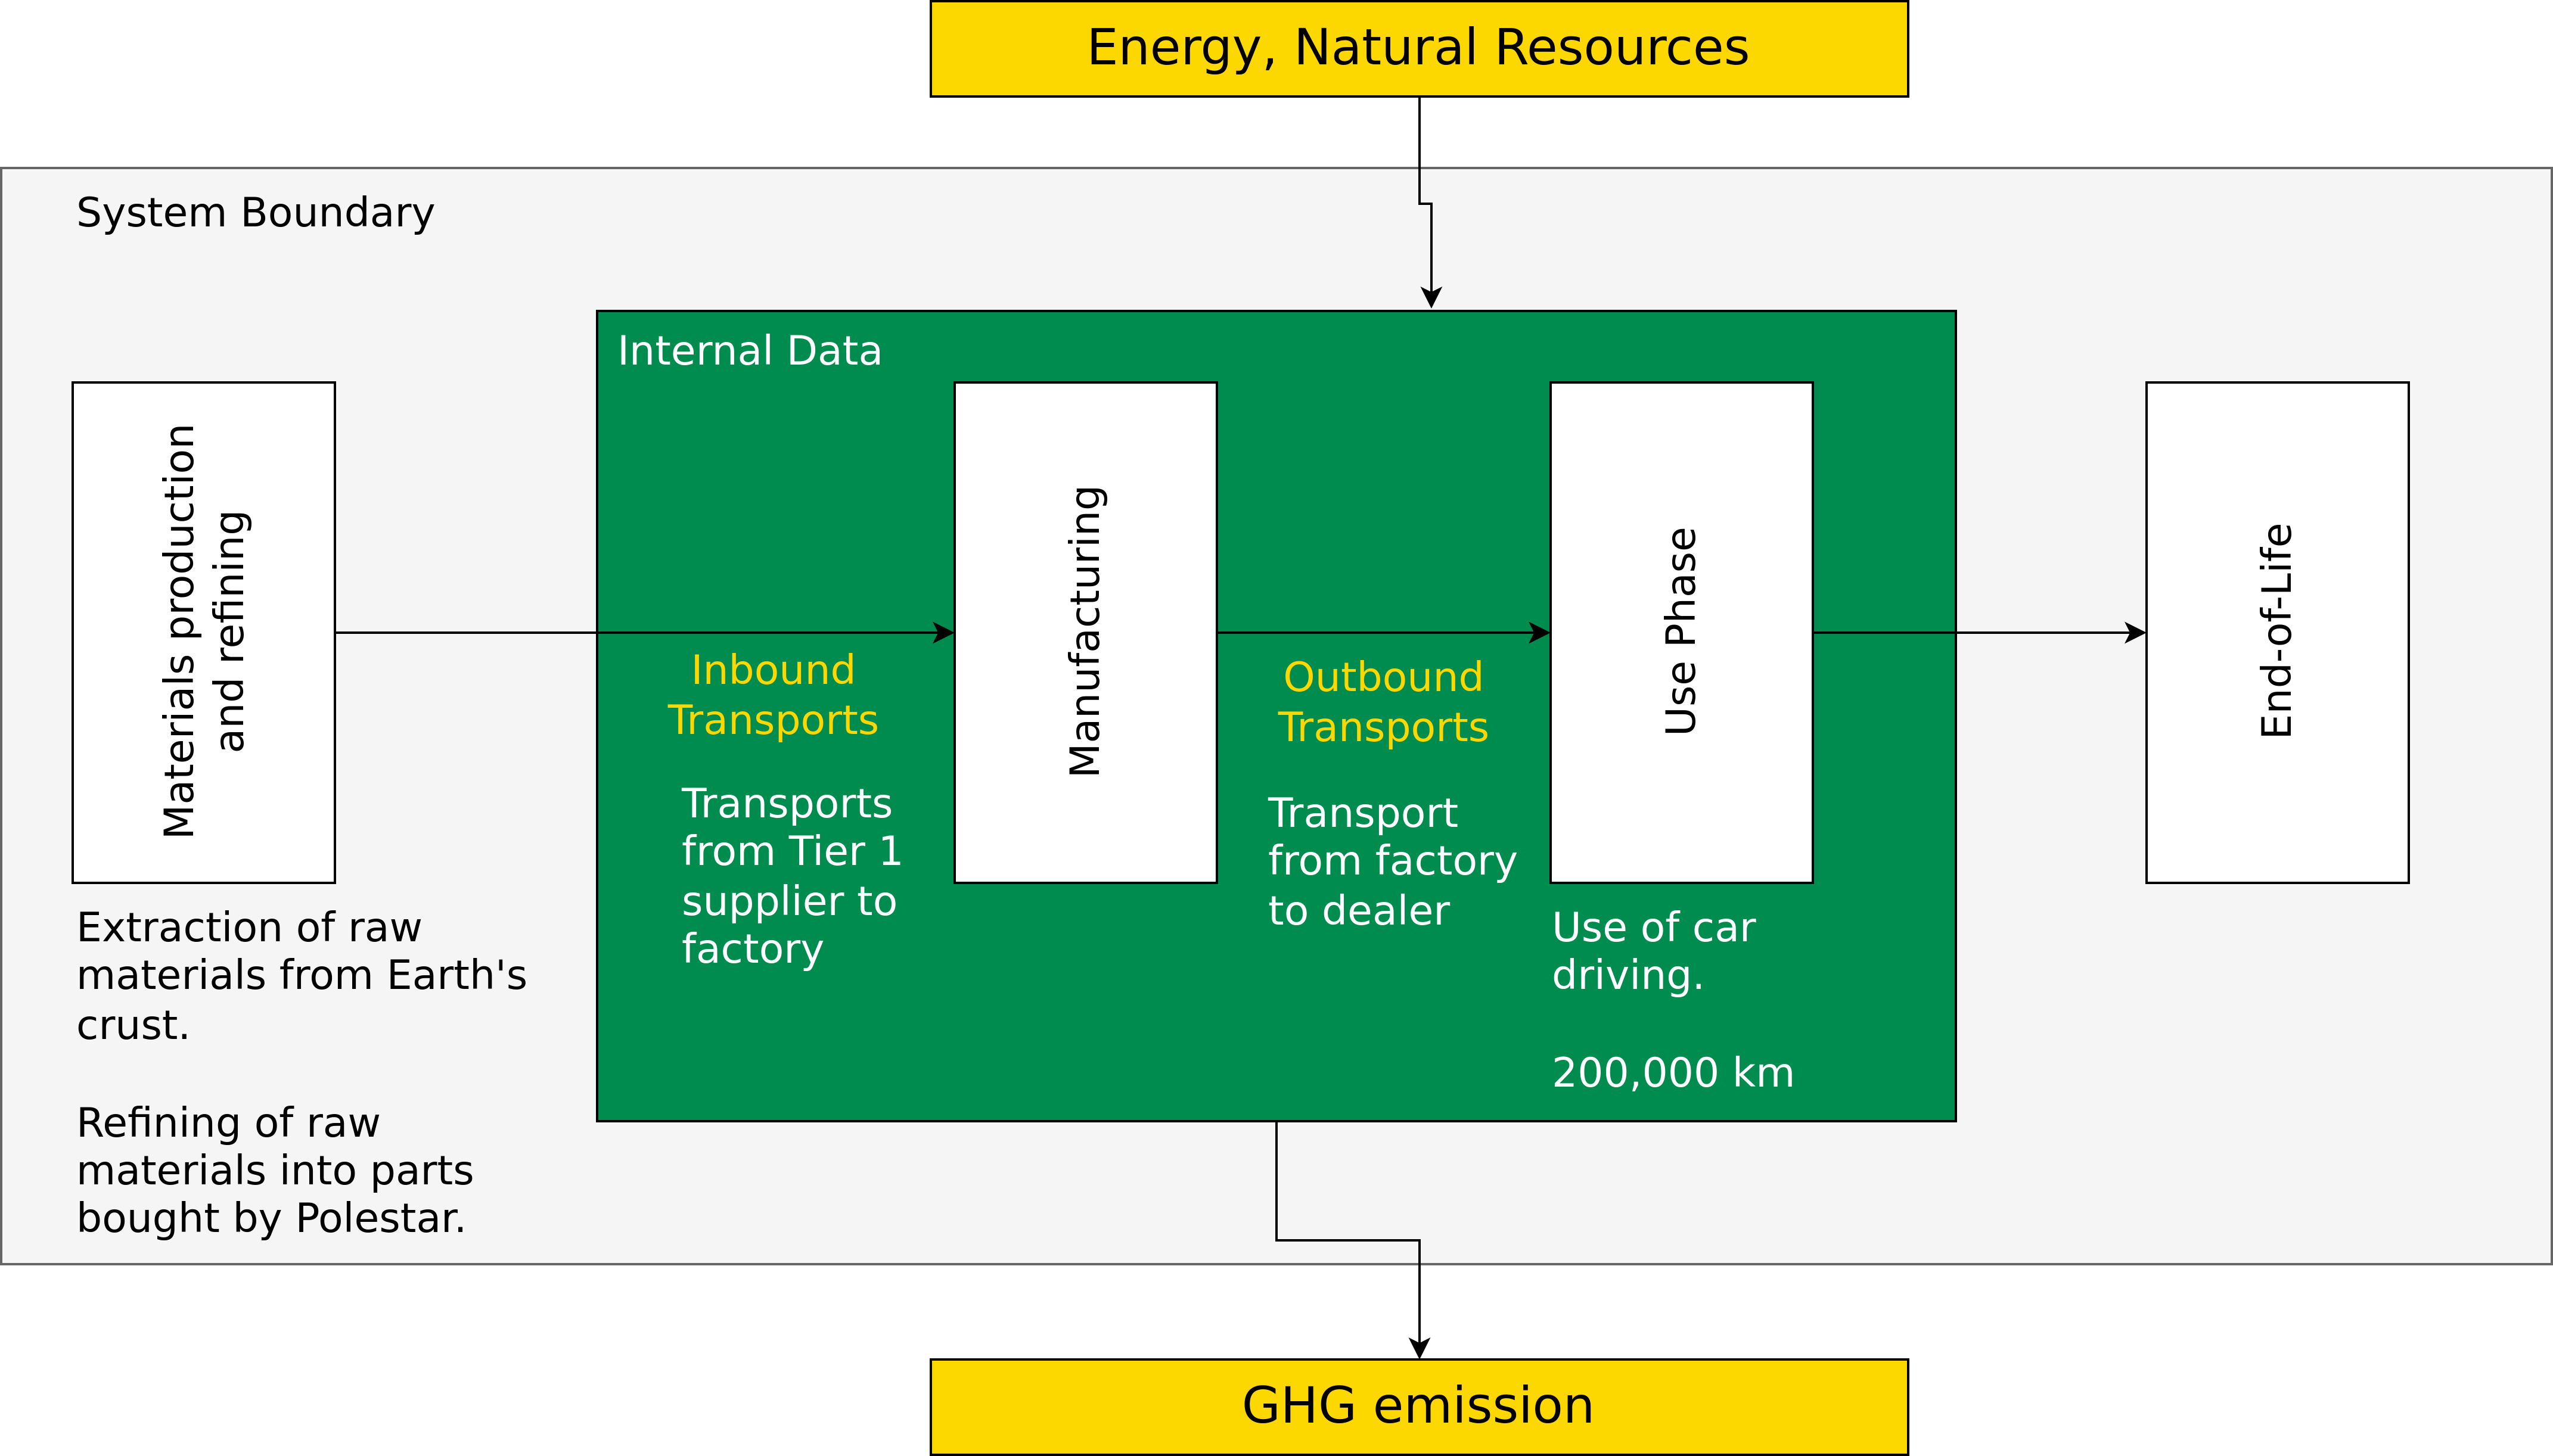 Energy, Natural Resources
System Boundary
Internal Data
Materials production
and refining
Extraction of raw
materials from Earth's
crust.
Refining of raw
materials into parts
bought by Polestar.
Inbound
Transports
Transports
from Tier 1
supplier to
factory
Manufacturing
Outbound
Transports
Transport
from factory
to dealer
Use Phase
Use of car
driving.
200,000 km
End-of-Life
GHG emission